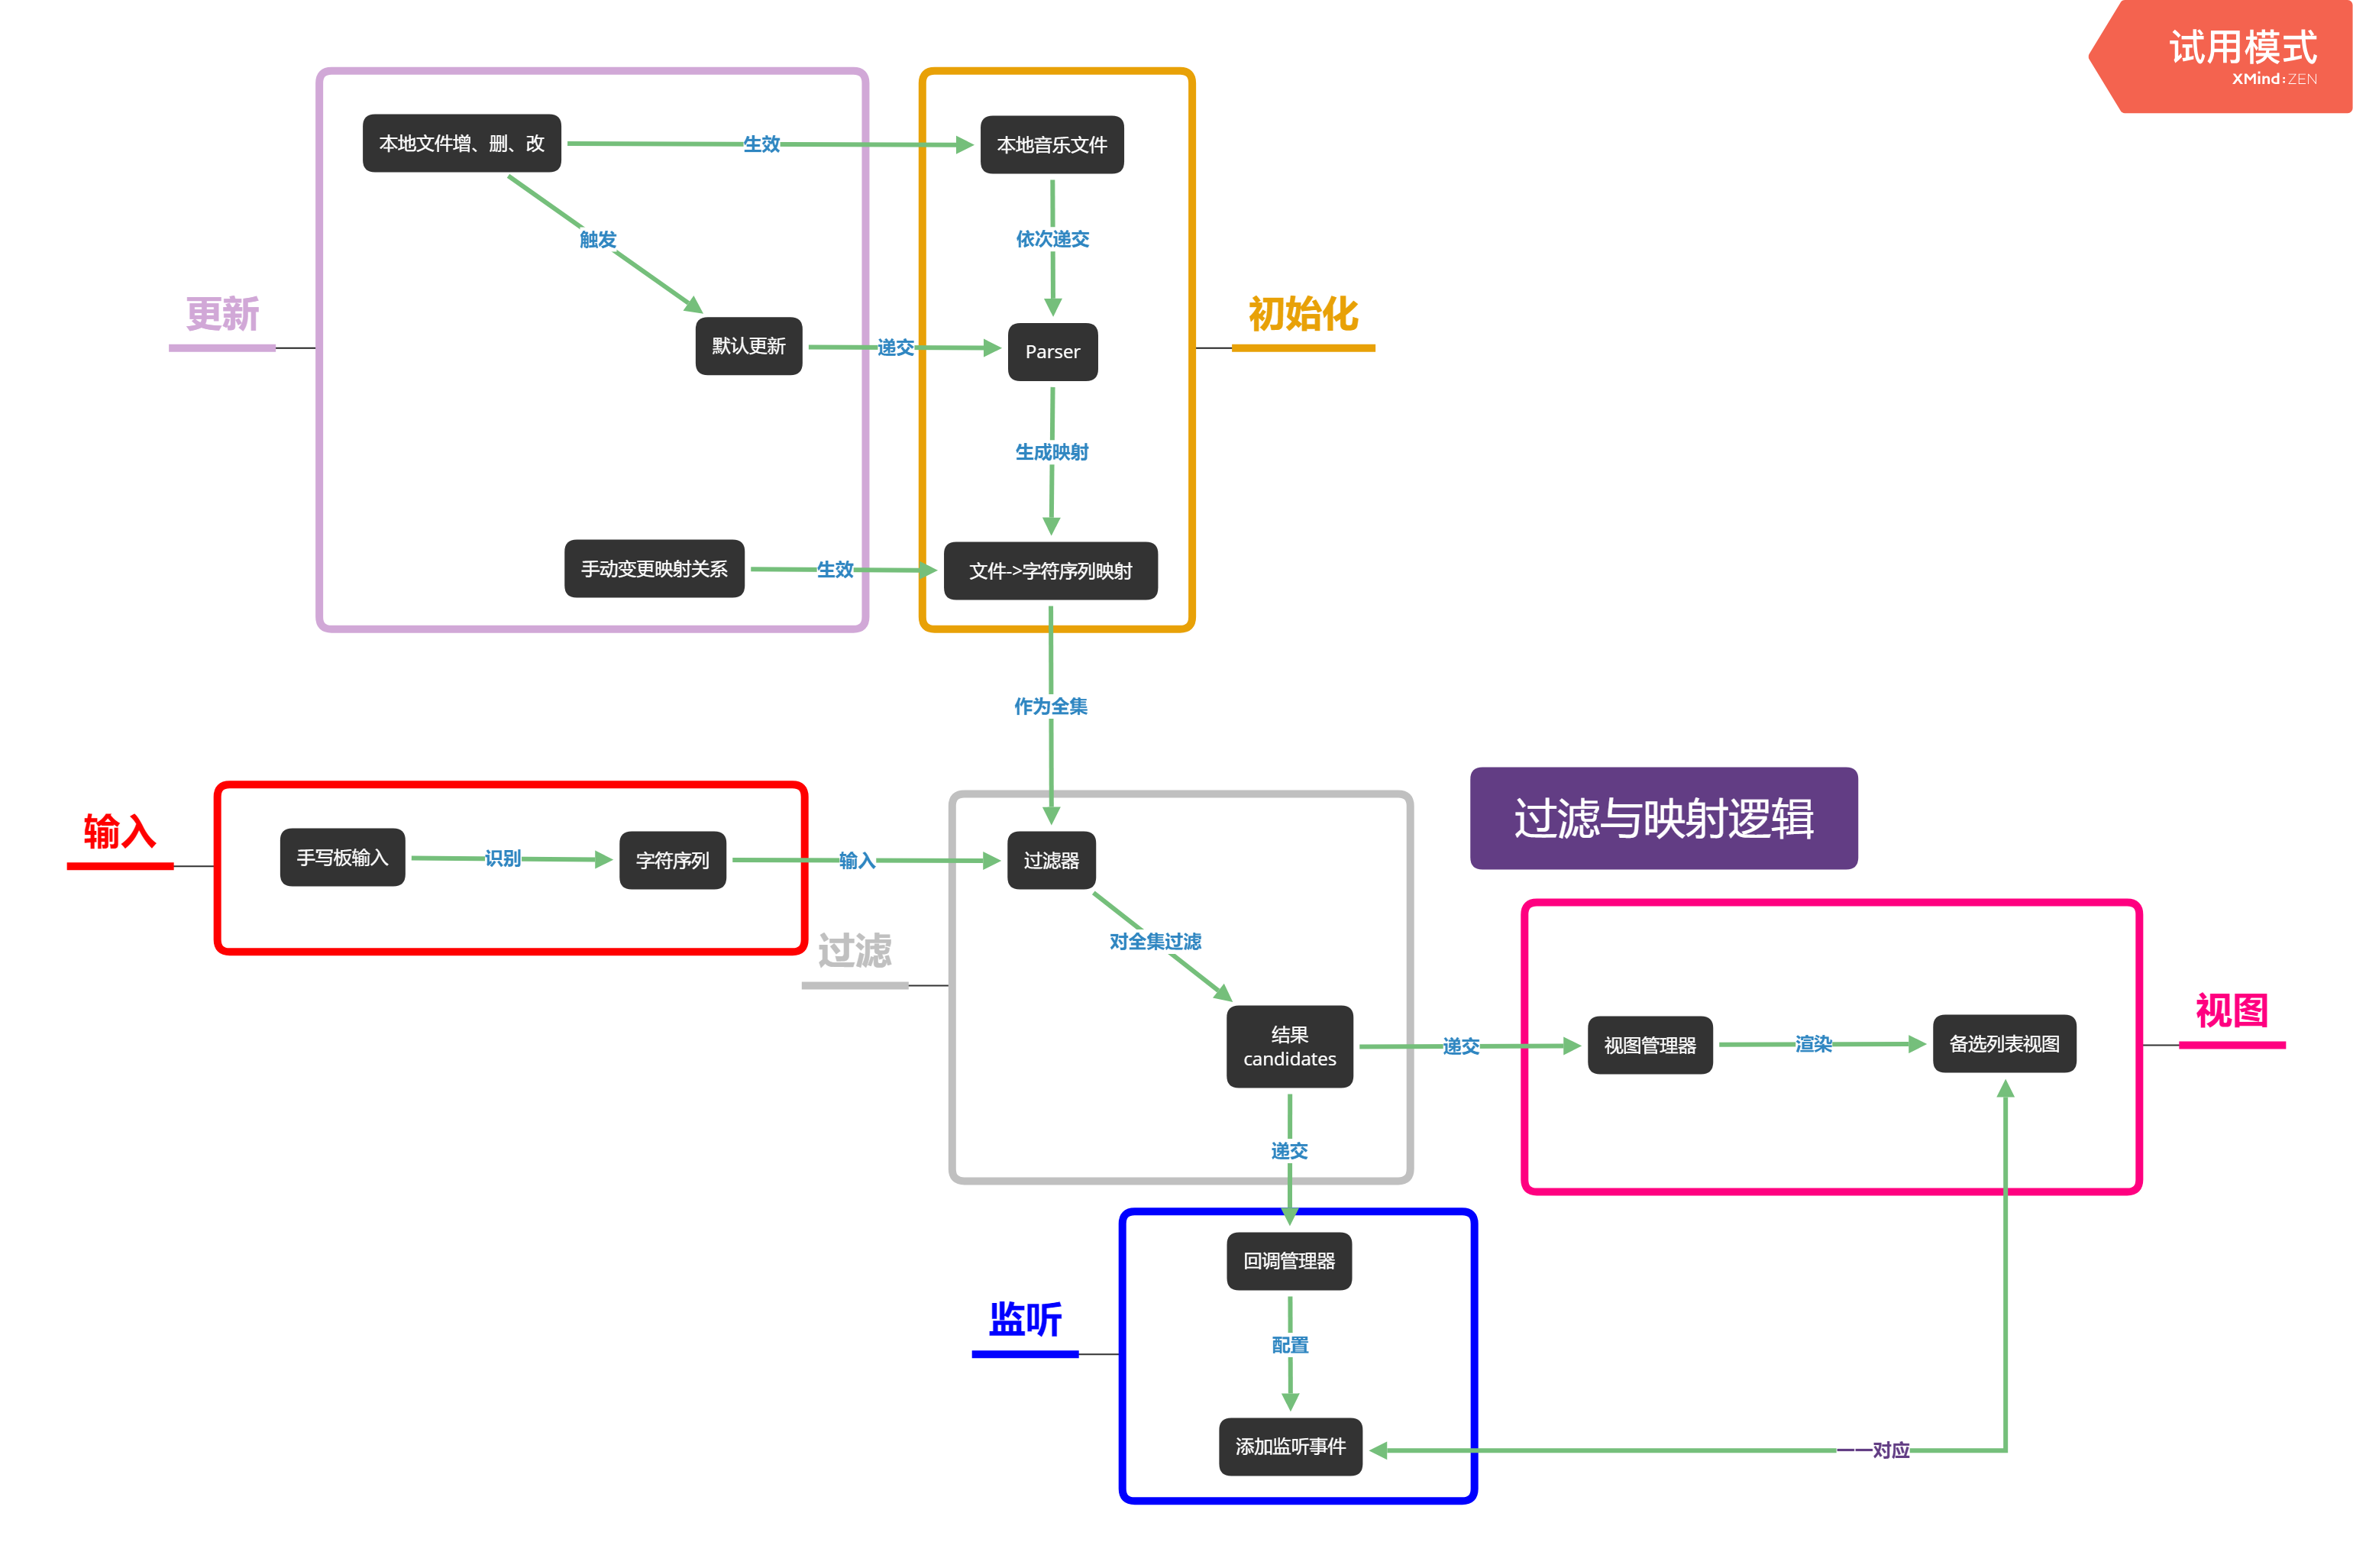 试用模式
XMind:ZEN
本地文件增、删、改
生效
本地音乐文件
触发
依次递交
更新
初始化
默认更新
递交
Parser
生成映射
手动变更映射关系
生效
文件->字符序列映射
作为全集
过滤与映射逻辑
输入
手写板输入
识别
字符序列
输入
过滤器
过滤
对全集过滤
结果
candidates
递交
视图管理器
渲染
备选列表视图
视图
递交
回调管理器
监听
配置
添加监听事件
一一对应